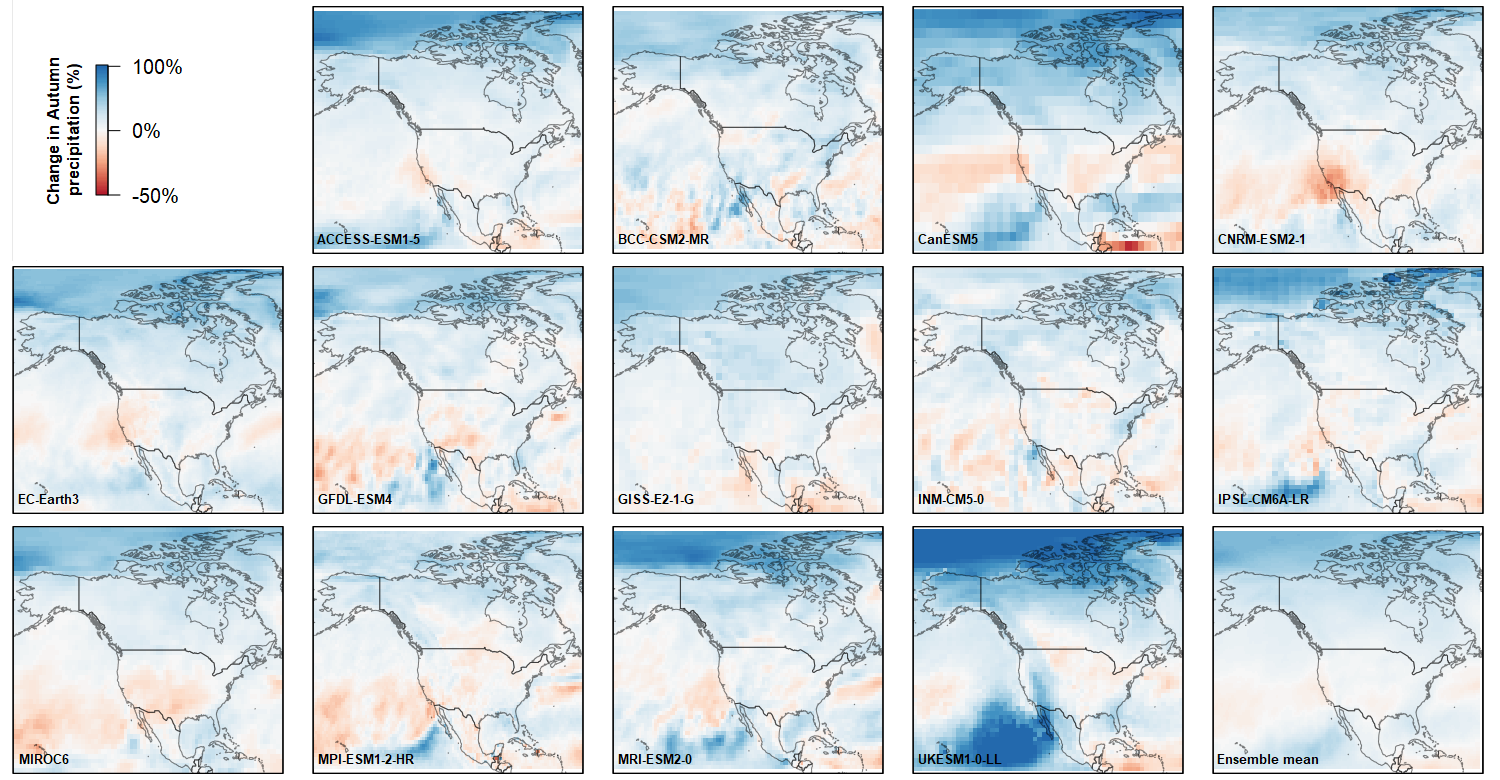 Change in Autumn
precipitation (%)
100%
0%
-50%
ACCESS-ESM1-5
BCC-CSM2-MR
CanESM5
CNRM-ESM2-1
EC-Earth3
GFDL-ESM4
GISS-E2-1-G
INM-CM5-0
IPSL-CM6A-LR
MIROC6
MPI-ESM1-2-HR
MRI-ESM2-0
UKESM1-0-LL
Ensemble mean